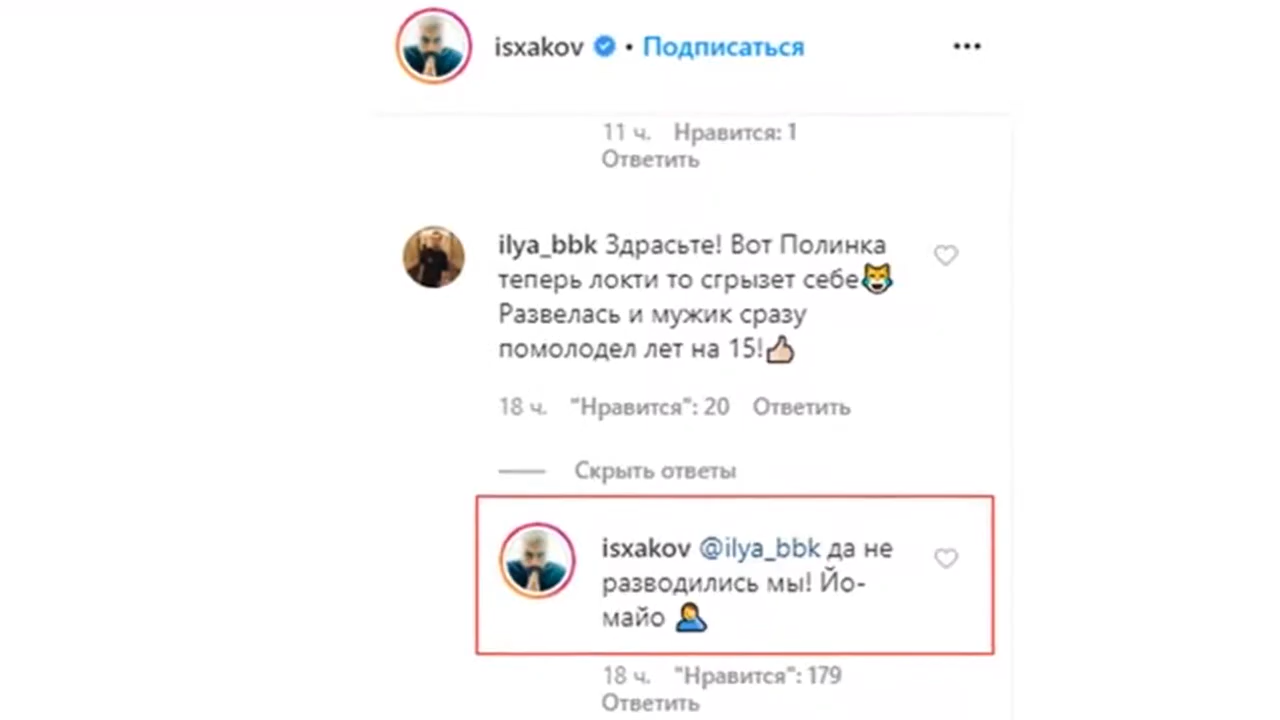 isxakov • Подписаться •••
11 ч. Нравится: 1
Ответить
ilya_bbk Здрасьте! Вот Полинка
теперь локти то сгрызет себе😹
Развелась и мужик сразу
помолодел лет на 15!👍🏻
18 ч. "Нравится": 20 Ответить
Скрыть ответы
isxakov @ilya_bbk да не
разводились мы! Йо-
майо 🤦‍♂️
18 ч. "Нравится": 179
Ответить